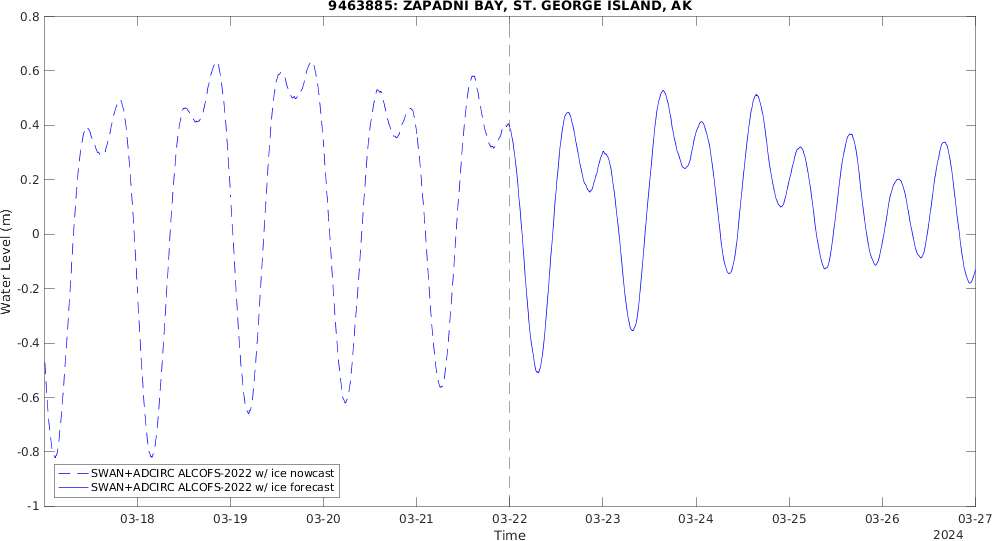 9463885: ZAPADNI BAY, ST. GEORGE ISLAND, AK
0.8
0.6
0.4
0.2
0
-0.2
-0.4
-0.6
-0.8
-1
Water Level (m)
SWAN+ADCIRC ALCOFS-2022 w/ ice nowcast
SWAN+ADCIRC ALCOFS-2022 w/ ice forecast
03-18 03-19 03-20 03-21 03-22 03-23 03-24 03-25 03-26 03-27
Time
2024